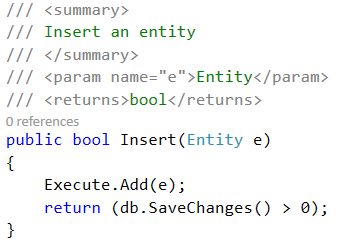 /// <summary>
/// Insert an entity
/// </summary>
/// <param name="e">Entity</param>
/// <returns>bool</returns>
0 references
public bool Insert(Entity e)
{
    Execute.Add(e);
    return (db.SaveChanges() > 0);
}